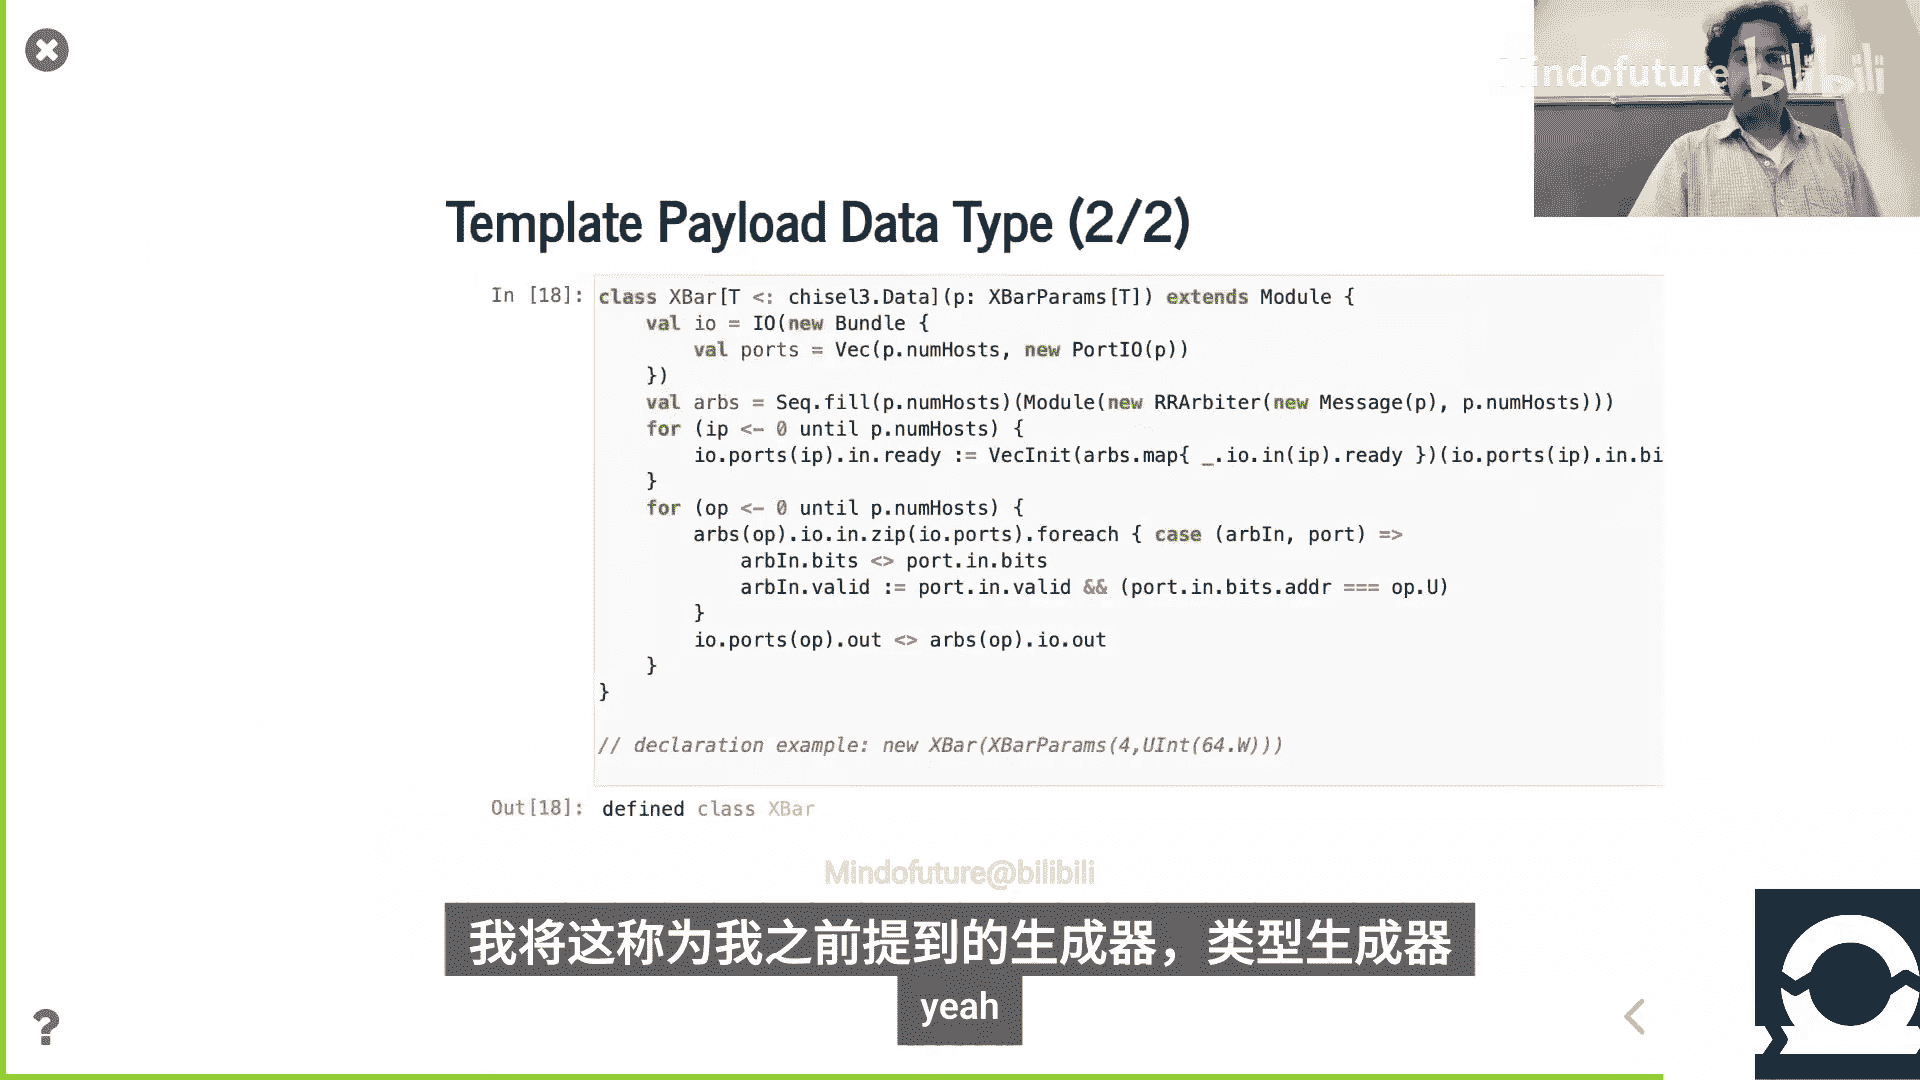 Mindofuture bilibili
Template Payload Data Type (2/2)
In [18]:
class XBar[T <: chisel3.Data](p: XBarParams[T]) extends Module {
    val io = IO(new Bundle {
        val ports = Vec(p.numHosts, new PortIO(p))
    })
    val arbs = Seq.fill(p.numHosts)(Module(new RRArbiter(new Message(p), p.numHosts)))
    for (ip <- 0 until p.numHosts) {
        io.ports(ip).in.ready := VecInit(arbs.map{ _.io.in(ip).ready })(io.ports(ip).in.bi
    }
    for (op <- 0 until p.numHosts) {
        arbs(op).io.in.zip(io.ports).foreach { case (arbIn, port) =>
            arbIn.bits <> port.in.bits
            arbIn.valid := port.in.valid && (port.in.bits.addr === op.U)
        }
        io.ports(op).out <> arbs(op).io.out
    }
}
// declaration example: new XBar(XBarParams(4,UInt(64.W)))
Out[18]: defined class XBar
Mindofuture@bilibili
我将这称为我之前提到的生成器，类型生成器
yeah
?